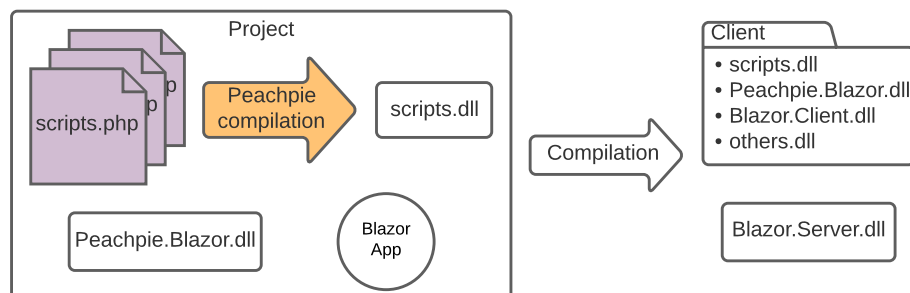 Project
scripts.php
p
p
Peachpie
compilation
scripts.dll
Peachpie.Blazor.dll
Blazor
App
Compilation
Client
• scripts.dll
• Peachpie.Blazor.dll
• Blazor.Client.dll
• others.dll
Blazor.Server.dll